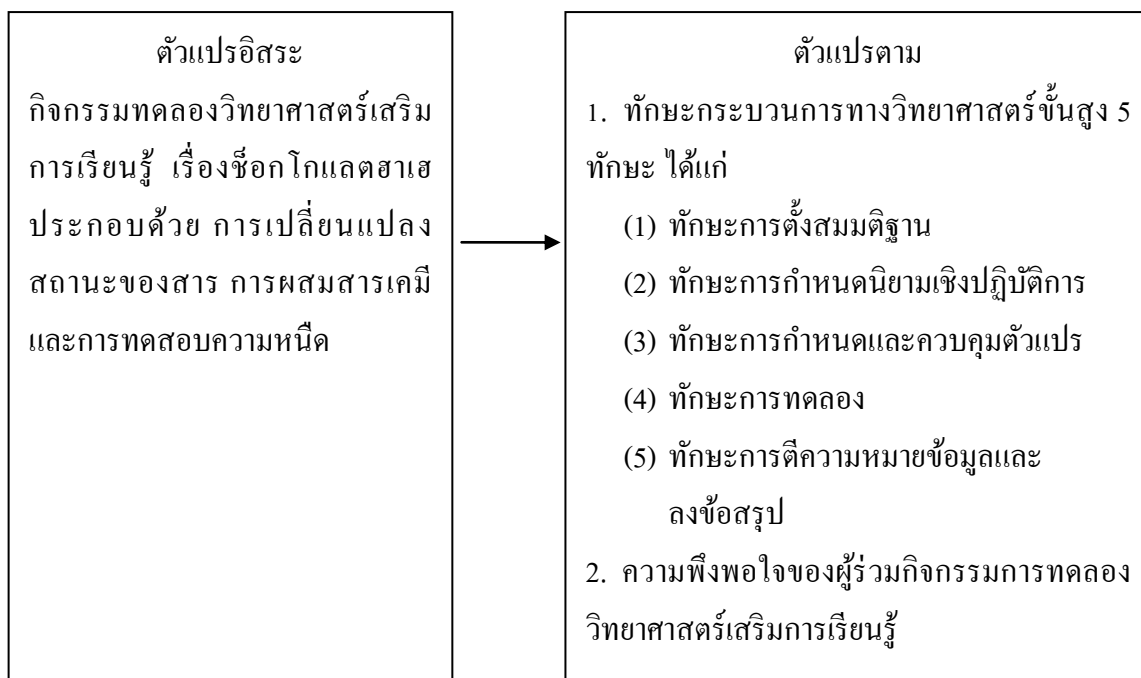 ตัวแปรอิสระ
กิจกรรมทดลองวิทยาศาสตร์เสริม
การเรียนรู้ เรื่องช็อกโกแลตฮาเฮ
ประกอบด้วย การเปลี่ยนแปลง
สถานะของสาร การผสมสารเคมี
และการทดสอบความหนืด
ตัวแปรตาม
1. ทักษะกระบวนการทางวิทยาศาสตร์ขั้นสูง 5
ทักษะ ได้แก่
(1) ทักษะการตั้งสมมติฐาน
(2) ทักษะการกำหนดนิยามเชิงปฏิบัติการ
(3) ทักษะการกำหนดและควบคุมตัวแปร
(4) ทักษะการทดลอง
(5) ทักษะการตีความหมายข้อมูลและ
ลงข้อสรุป
2. ความพึงพอใจของผู้ร่วมกิจกรรมการทดลอง
วิทยาศาสตร์เสริมการเรียนรู้